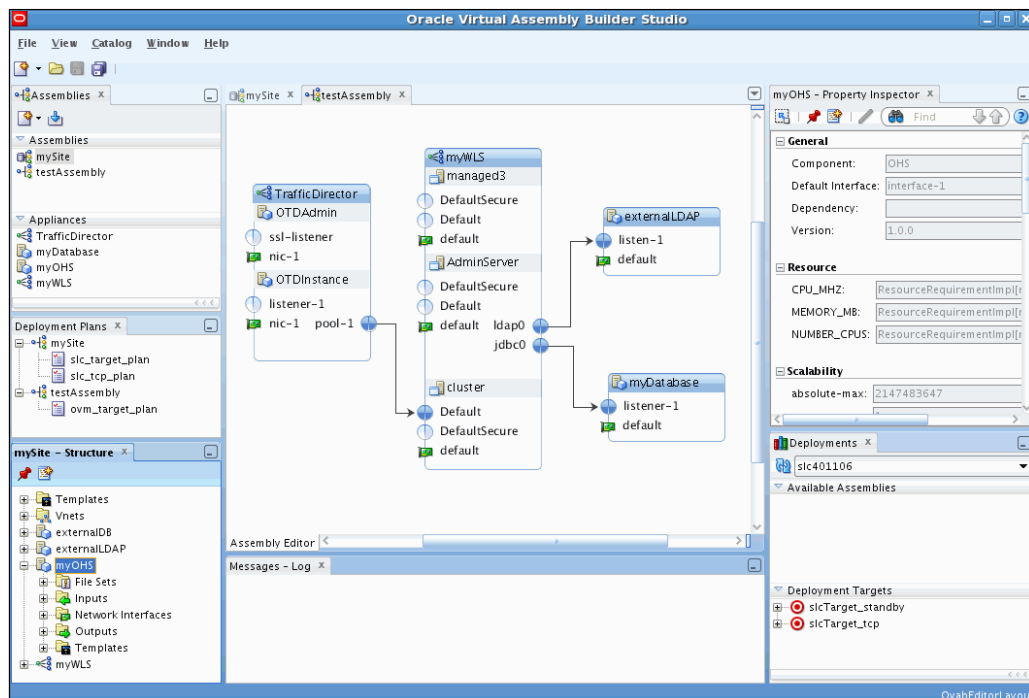 Oracle Virtual Assembly Builder Studio
File View Catalog Window Help
Assemblies
Assemblies
mySite
testAssembly
Appliances
TrafficDirector
myDatabase
myOHS
myWLS
Deployment Plans
mySite
slc_target_plan
slc_tcp_plan
testAssembly
ovm_target_plan
mySite - Structure
Templates
Vnets
externalDB
externalLDAP
myOHS
File Sets
Inputs
Network Interfaces
Outputs
Templates
myWLS
mySite testAssembly
TrafficDirector
OTDAdmin
ssl-listener
nic-1
OTDInstance
listener-1
nic-1 pool-1
myWLS
managed3
DefaultSecure
Default
default
AdminServer
DefaultSecure
Default
default ldap0
jdbc0
cluster
Default
DefaultSecure
default
externalLDAP
listen-1
default
myDatabase
listener-1
default
Assembly Editor
Messages - Log
myOHS - Property Inspector
Find
General
Component: OHS
Default Interface: interface-1
Dependency:
Version: 1.0.0
Resource
CPU_MHZ: ResourceRequirementImpl[
MEMORY_MB: ResourceRequirementImpl[
NUMBER_CPUS: ResourceRequirementImpl[
Scalability
absolute-max: 2147483647
Deployments
slc401106
Available Assemblies
Deployment Targets
slcTarget_standby
slcTarget_tcp